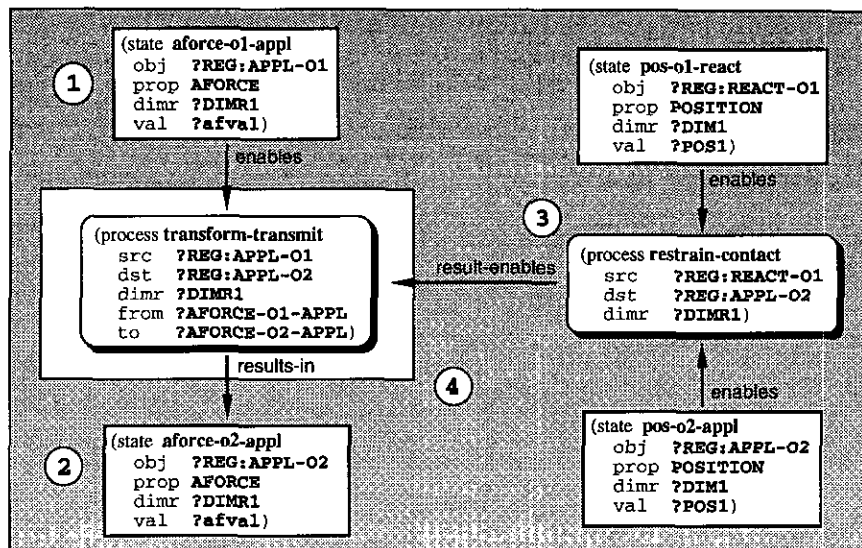 1
(state aforce-o1-appl
obj ?REG:APPL-O1
prop AFORCE
dimr ?DIMR1
val ?afval)
enables
(process transform-transmit
src ?REG:APPL-O1
dst ?REG:APPL-O2
dimr ?DIMR1
from ?AFORCE-O1-APPL
to ?AFORCE-O2-APPL)
results-in
4
2
(state aforce-o2-appl
obj ?REG:APPL-O2
prop AFORCE
dimr ?DIMR1
val ?afval)
(state pos-o1-react
obj ?REG:REACT-O1
prop POSITION
dimr ?DIM1
val ?POS1)
enables
3
result-enables
(process restrain-contact
src ?REG:REACT-O1
dst ?REG:APPL-O2
dimr ?DIMR1)
enables
(state pos-o2-appl
obj ?REG:APPL-O2
prop POSITION
dimr ?DIM1
val ?POS1)